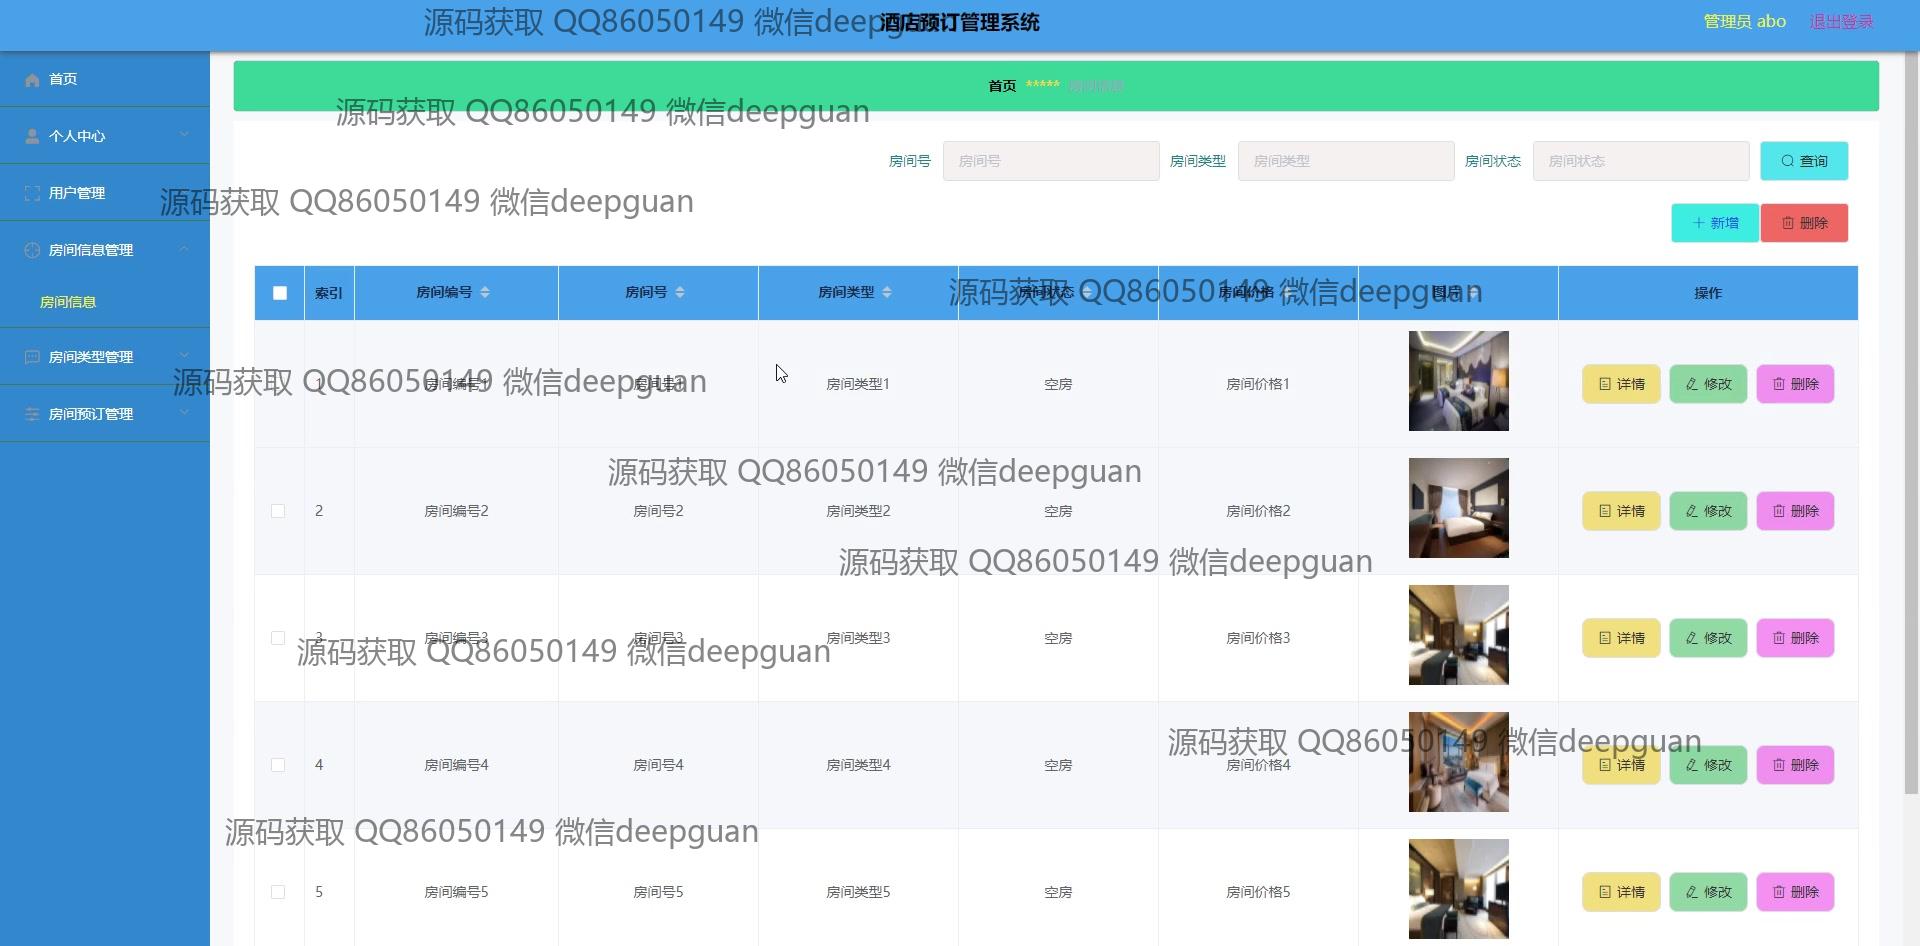 酒店预订管理系统
管理员 abo 退出登录
源码获取 QQ86050149 微信deepguan
首页
个人中心
用户管理
房间信息管理
房间信息
房间类型管理
房间预订管理
首页 ***** 房间信息
源码获取 QQ86050149 微信deepguan
房间号 房间号 房间类型 房间类型 房间状态 房间状态 查询
源码获取 QQ86050149 微信deepguan
新增 删除
索引 房间编号 房间号 房间类型 房间状态 房间价格 图片 操作
源码获取 QQ86050149 微信deepguan
1 房间编号1 房间号1 房间类型1 空房 房间价格1 详情 修改 删除
源码获取 QQ86050149 微信deepguan
源码获取 QQ86050149 微信deepguan
2 房间编号2 房间号2 房间类型2 空房 房间价格2 详情 修改 删除
源码获取 QQ86050149 微信deepguan
3 房间编号3 房间号3 房间类型3 空房 房间价格3 详情 修改 删除
源码获取 QQ86050149 微信deepguan
源码获取 QQ86050149 微信deepguan
4 房间编号4 房间号4 房间类型4 空房 房间价格4 详情 修改 删除
源码获取 QQ86050149 微信deepguan
5 房间编号5 房间号5 房间类型5 空房 房间价格5 详情 修改 删除